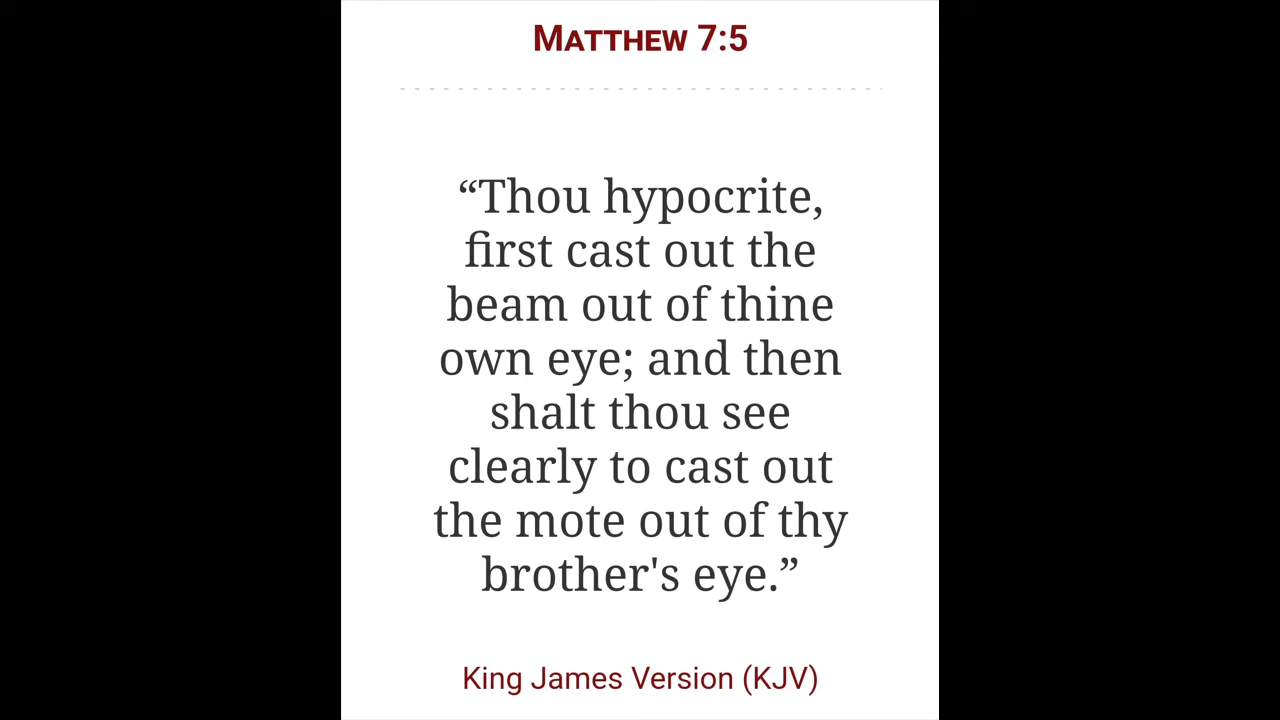 Matthew 7:5
“Thou hypocrite,
first cast out the
beam out of thine
own eye; and then
shalt thou see
clearly to cast out
the mote out of thy
brother's eye.”
King James Version (KJV)